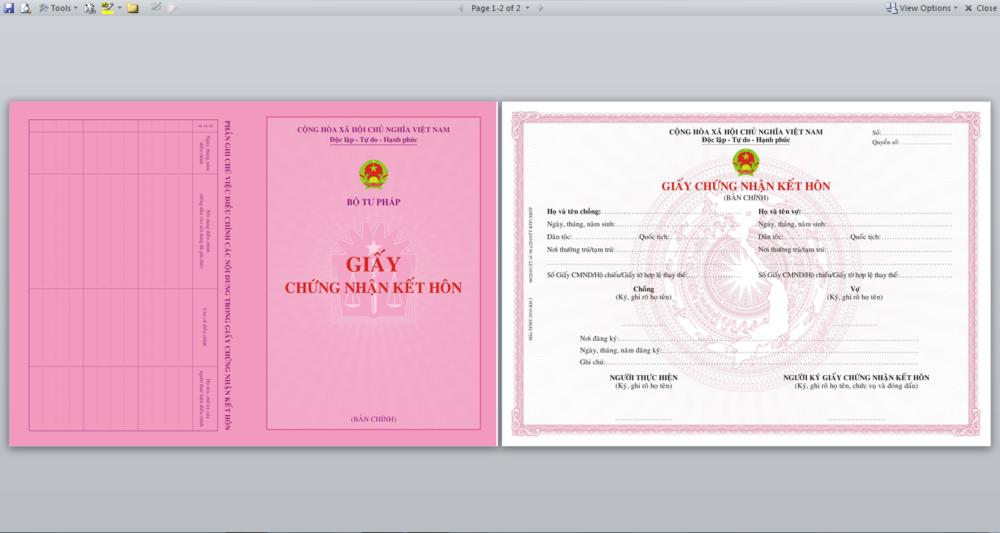 Tools
Page 1-2 of 2
View Options
Close
PHẦN GHI CHÚ VIỆC ĐIỀU CHỈNH CÁC NỘI DUNG TRONG GIẤY CHỨNG NHẬN KẾT HÔN
S
T
T
Ngày, tháng, năm
điều chỉnh
Nội dung điều chỉnh
(đóng dấu vào nội dung đã ghi chú)
Căn cứ điều chỉnh
Họ tên, chữ ký của
người thực hiện điều chỉnh
CỘNG HÒA XÃ HỘI CHỦ NGHĨA VIỆT NAM
Độc lập - Tự do - Hạnh phúc
BỘ TƯ PHÁP
GIẤY
CHỨNG NHẬN KẾT HÔN
(BẢN CHÍNH)
CỘNG HÒA XÃ HỘI CHỦ NGHĨA VIỆT NAM
Độc lập - Tự do - Hạnh phúc
Số:
Quyển số:
GIẤY CHỨNG NHẬN KẾT HÔN
(BẢN CHÍNH)
Họ và tên chồng: Họ và tên vợ:
Ngày, tháng, năm sinh: Ngày, tháng, năm sinh:
Dân tộc: Quốc tịch: Dân tộc: Quốc tịch:
Nơi thường trú/tạm trú: Nơi thường trú/tạm trú:
Số Giấy CMND/Hộ chiếu/Giấy tờ hợp lệ thay thế: Số Giấy CMND/Hộ chiếu/Giấy tờ hợp lệ thay thế:
Chồng Vợ
(Ký, ghi rõ họ tên) (Ký, ghi rõ họ tên)
Nơi đăng ký:
Ngày, tháng, năm đăng ký:
Ghi chú:
NGƯỜI THỰC HIỆN NGƯỜI KÝ GIẤY CHỨNG NHẬN KẾT HÔN
(Ký, ghi rõ họ tên) (Ký, ghi rõ họ tên, chức vụ và đóng dấu)
Mẫu TP/HT-2010-KH.2 06/2010 (TT số: 08.a/2010/TT-BTP) XBTP